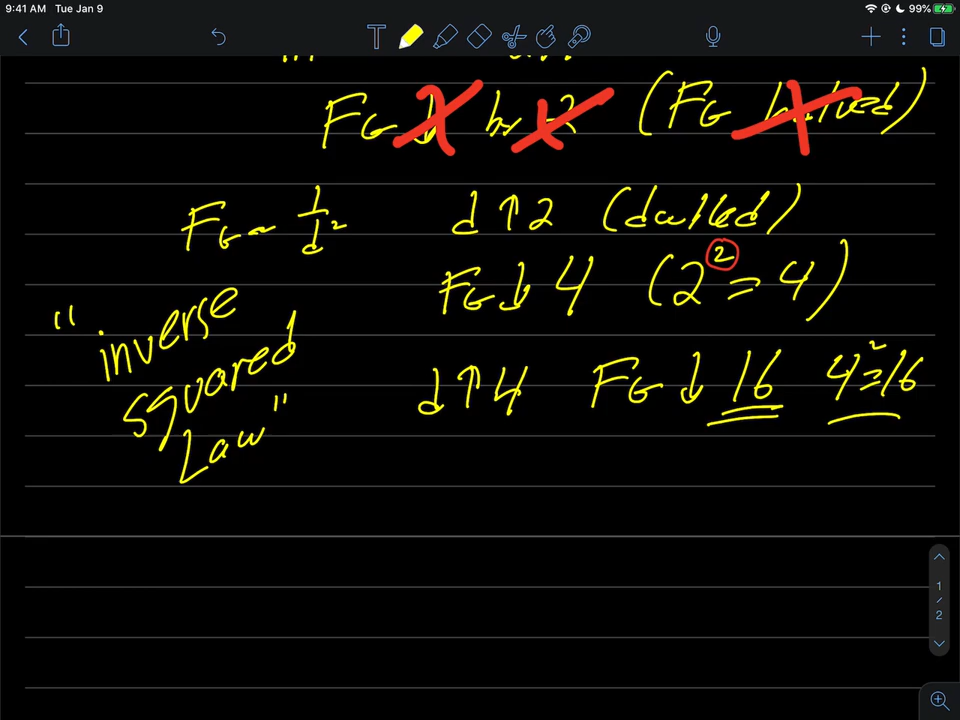 9:41 AM Tue Jan 9
99%
T
FG ↓ by 2 (FG halved)
FG ~ 1/d² d ↑ 2 (doubled)
FG ↓ 4 (2² = 4)
"inverse
squared
Law"
d ↑ 4 FG ↓ 16 4² = 16
1
/
2